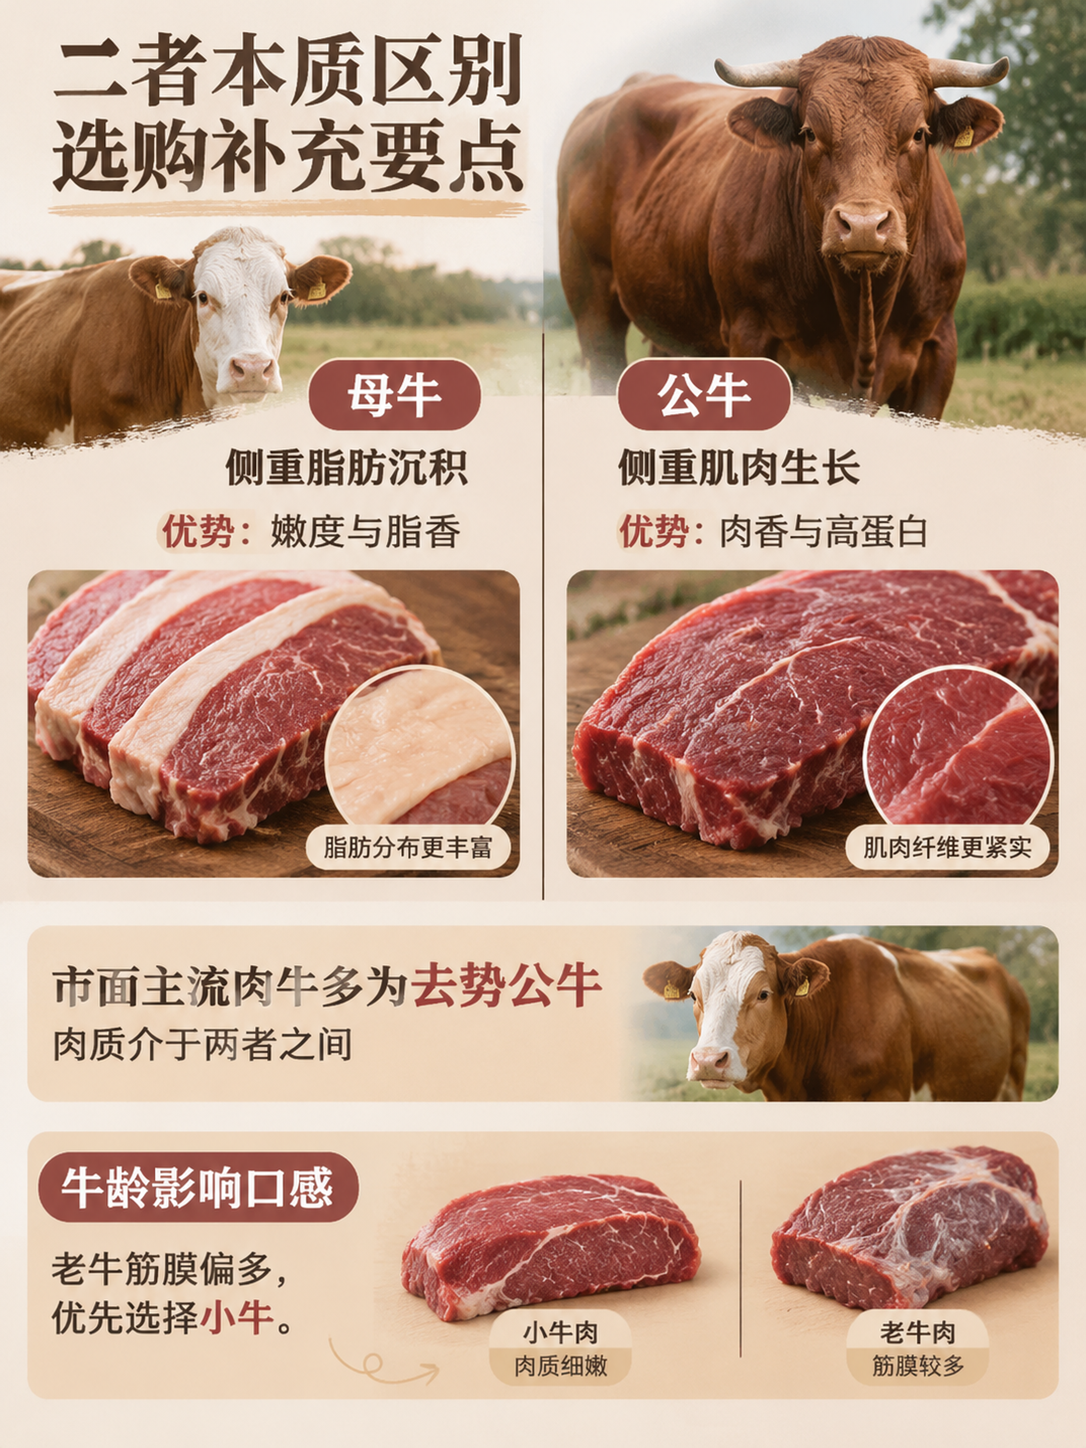 二者本质区别
选购补充要点
母牛
侧重脂肪沉积
优势：嫩度与脂香
脂肪分布更丰富
公牛
侧重肌肉生长
优势：肉香与高蛋白
肌肉纤维更紧实
市面主流肉牛多为去势公牛
肉质介于两者之间
牛龄影响口感
老牛筋膜偏多，
优先选择小牛。
小牛肉
肉质细嫩
老牛肉
筋膜较多